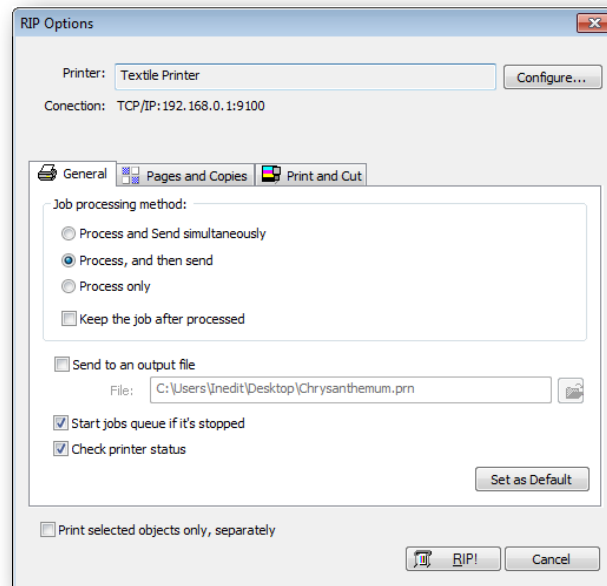 RIP Options
Printer: Textile Printer Configure...
Conection: TCP/IP:192.168.0.1:9100
General Pages and Copies Print and Cut
Job processing method:
Process and Send simultaneously
Process, and then send
Process only
Keep the job after processed
Send to an output file
File: C:\Users\Inedit\Desktop\Chrysanthemum.prn
Start jobs queue if it's stopped
Check printer status
Set as Default
Print selected objects only, separately
RIP! Cancel